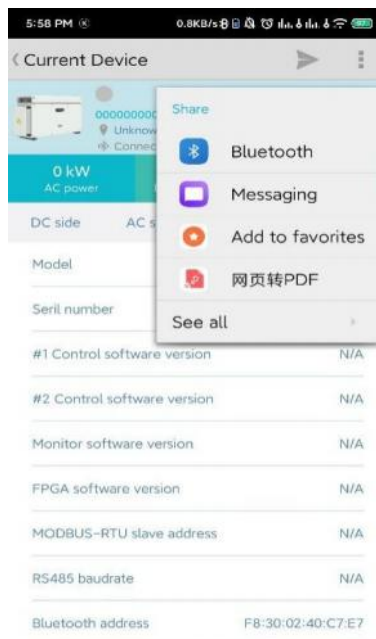 5:58 PM
0.8KB/s
Current Device
Share
000000000
Unknow
Connec
Bluetooth
0 kW
AC power
Messaging
DC side
AC s
Add to favorites
Model
网页转PDF
Seril number
See all
#1 Control software version N/A
#2 Control software version N/A
Monitor software version N/A
FPGA software version N/A
MODBUS-RTU slave address N/A
RS485 baudrate N/A
Bluetooth address F8:30:02:40:C7:E7